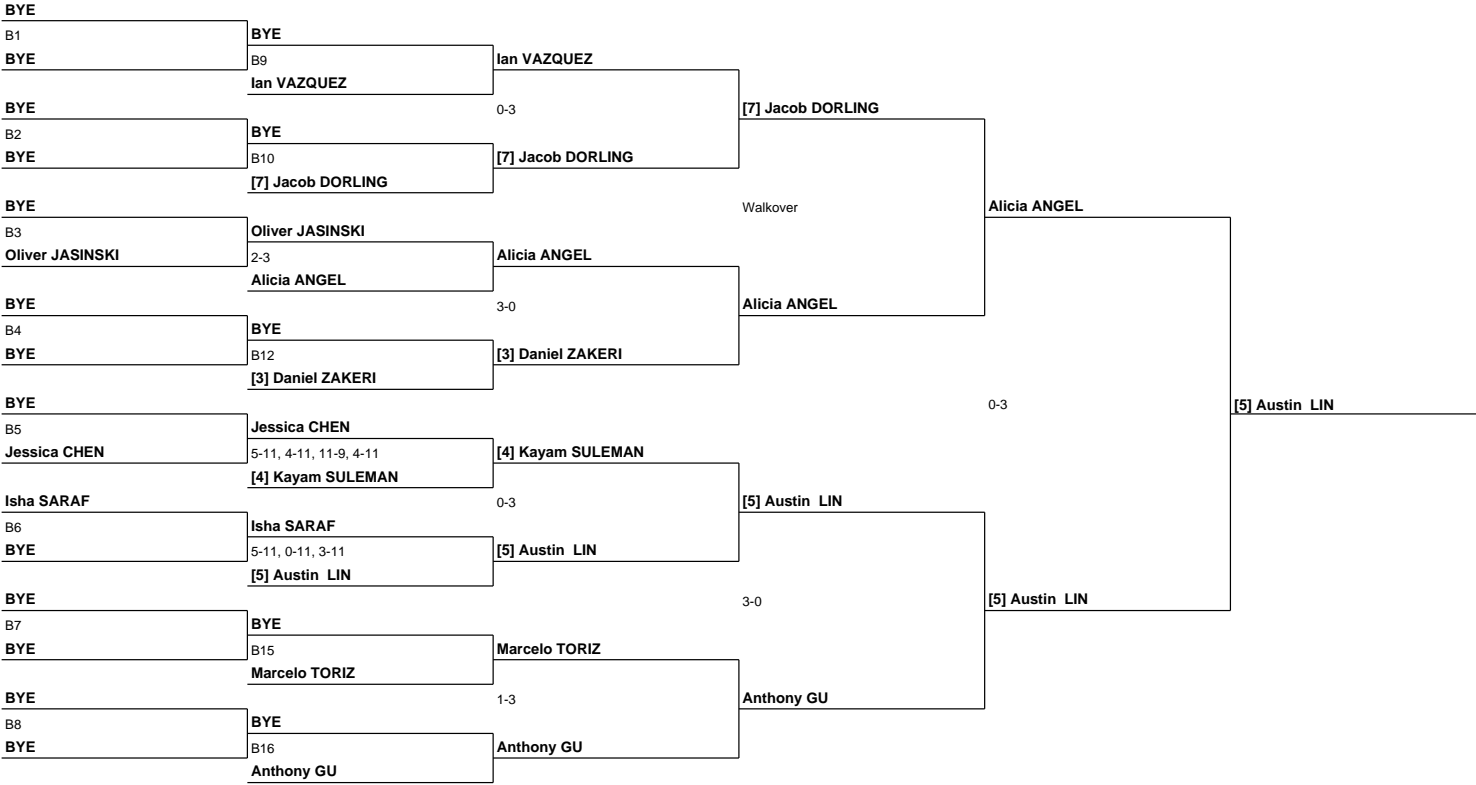 BYE
B1
BYE
BYE
B9
Ian VAZQUEZ
Ian VAZQUEZ
BYE
B2
BYE
BYE
B10
[7] Jacob DORLING
0-3
[7] Jacob DORLING
[7] Jacob DORLING
BYE
B3
Oliver JASINSKI
Oliver JASINSKI
2-3
Alicia ANGEL
Alicia ANGEL
Walkover
Alicia ANGEL
BYE
B4
BYE
BYE
B12
[3] Daniel ZAKERI
3-0
[3] Daniel ZAKERI
Alicia ANGEL
BYE
B5
Jessica CHEN
Jessica CHEN
5-11, 4-11, 11-9, 4-11
[4] Kayam SULEMAN
[4] Kayam SULEMAN
0-3
[5] Austin  LIN
Isha SARAF
B6
BYE
Isha SARAF
5-11, 0-11, 3-11
[5] Austin  LIN
0-3
[5] Austin  LIN
[5] Austin  LIN
BYE
B7
BYE
BYE
B15
Marcelo TORIZ
Marcelo TORIZ
3-0
[5] Austin  LIN
BYE
B8
BYE
BYE
B16
Anthony GU
1-3
Anthony GU
Anthony GU